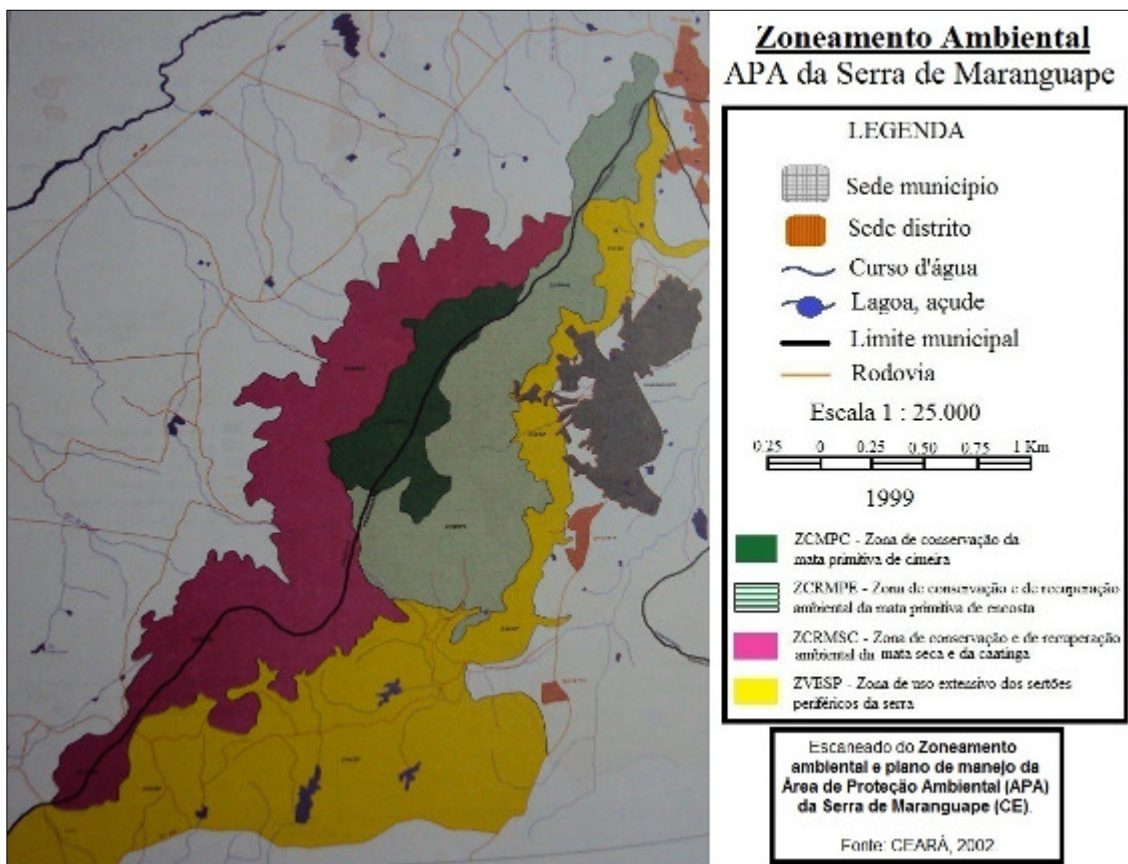 Zoneamento Ambiental
APA da Serra de Maranguape
LEGENDA
Sede município
Sede distrito
Curso d'água
Lagoa, açude
Limite municipal
Rodovia
Escala 1 : 25.000
0.25 0 0.25 0.50 0.75 1 Km
1999
ZCMPC - Zona de conservação da
mata primitiva de cimeira
ZCRMPE - Zona de conservação e de recuperação
ambiental da mata primitiva de encosta
ZCRMSC - Zona de conservação e de recuperação
ambiental da mata seca e da caatinga
ZVESP - Zona de uso extensivo dos sertões
periféricos da serra
Escaneado do Zoneamento
ambiental e plano de manejo da
Área de Proteção Ambiental (APA)
da Serra de Maranguape (CE).
Fonte: CEARÁ, 2002.